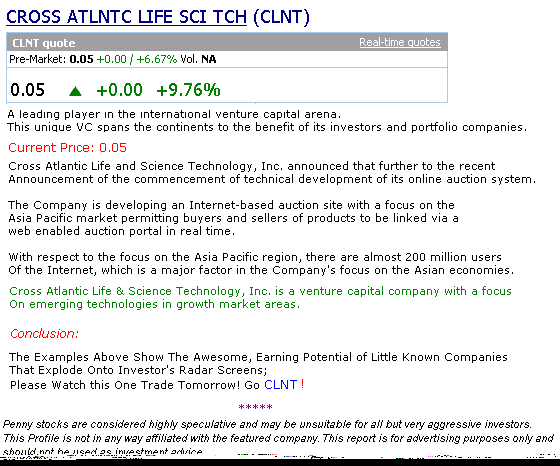 CROSS ATLNTC LIFE SCI TCH (CLNT)
CLNT quote Real-time quotes
Pre-Market: 0.05 +0.00 / +6.67% Vol. NA
0.05 ▲ +0.00 +9.76%
A leading player in the international venture capital arena.
This unique VC spans the continents to the benefit of its investors and portfolio companies.
Current Price: 0.05
Cross Atlantic Life and Science Technology, Inc. announced that further to the recent
Announcement of the commencement of technical development of its online auction system.
The Company is developing an Internet-based auction site with a focus on the
Asia Pacific market permitting buyers and sellers of products to be linked via a
web enabled auction portal in real time.
With respect to the focus on the Asia Pacific region, there are almost 200 million users
Of the Internet, which is a major factor in the Company's focus on the Asian economies.
Cross Atlantic Life & Science Technology, Inc. is a venture capital company with a focus
On emerging technologies in growth market areas.
Conclusion:
The Examples Above Show The Awesome, Earning Potential of Little Known Companies
That Explode Onto Investor's Radar Screens;
Please Watch this One Trade Tomorrow! Go CLNT !
*****
Penny stocks are considered highly speculative and may be unsuitable for all but very aggressive investors.
This Profile is not in any way affiliated with the featured company. This report is for advertising purposes only and
should not be used as investment advice